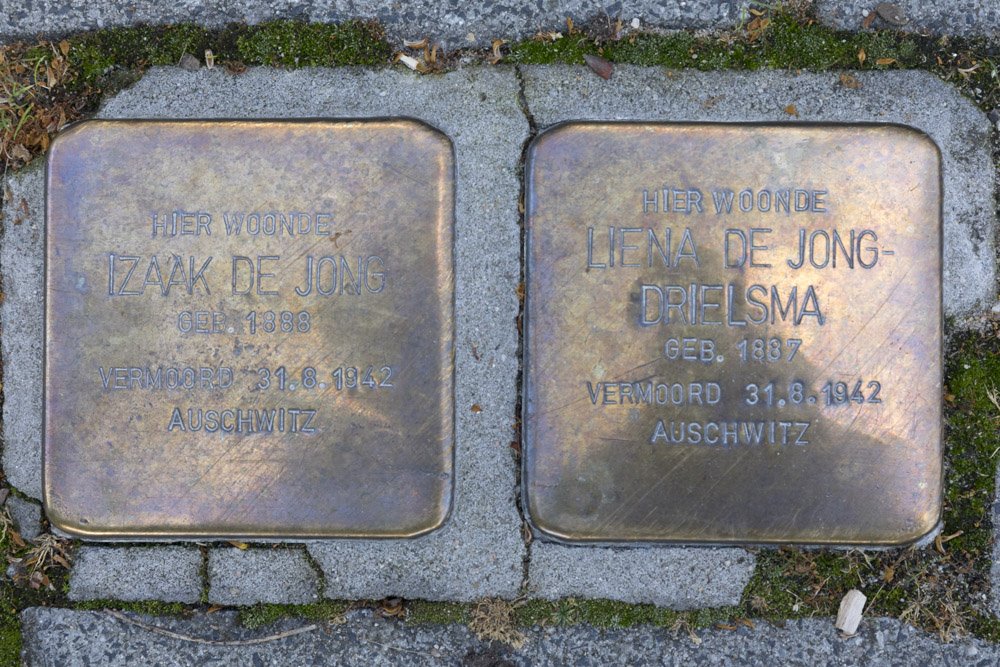 HIER WOONDE
IZAÄK DE JONG
GEB. 1888
VERMOORD 31.8.1942
AUSCHWITZ
HIER WOONDE
LIENA DE JONG-
DRIELSMA
GEB. 1887
VERMOORD 31.8.1942
AUSCHWITZ